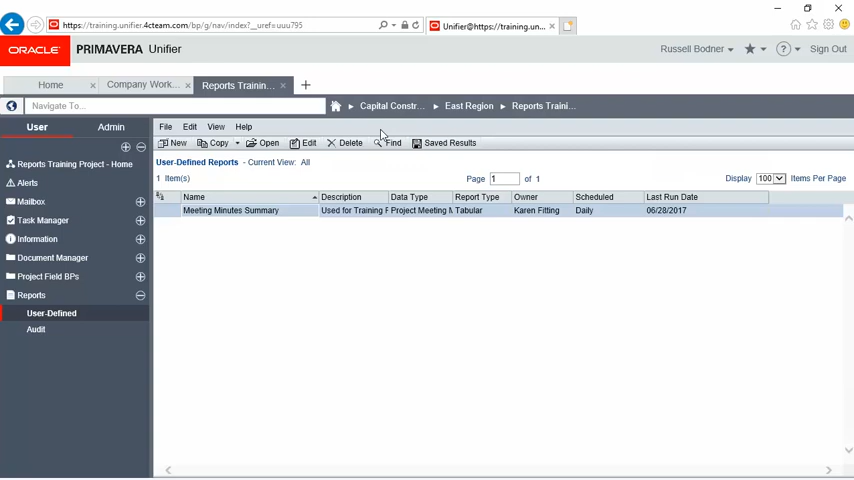 https://training.unifier.4cteam.com/bp/g/nav/index?__uref=uuu795
Unifier@https://training.un...
ORACLE PRIMAVERA Unifier
Russell Bodner Sign Out
Home Company Work... Reports Trainin...
Navigate To... Capital Constr... East Region Reports Traini...
User Admin
File Edit View Help
New Copy Open Edit Delete Find Saved Results
User-Defined Reports - Current View: All
1 Item(s) Page 1 of 1 Display 100 Items Per Page
Name Description Data Type Report Type Owner Scheduled Last Run Date
Meeting Minutes Summary Used for Training F Project Meeting M Tabular Karen Fitting Daily 06/28/2017
Reports Training Project - Home
Alerts
Mailbox
Task Manager
Information
Document Manager
Project Field BPs
Reports
User-Defined
Audit